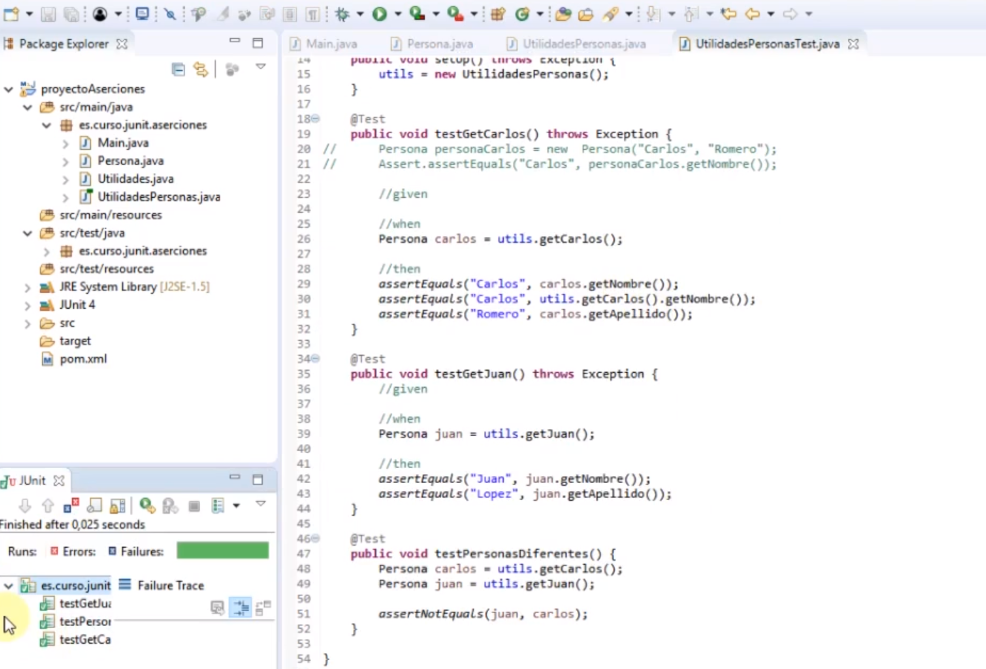 Package Explorer
Main.java
Persona.java
UtilidadesPersonas.java
UtilidadesPersonasTest.java
proyectoAserciones
src/main/java
es.curso.junit.aserciones
Main.java
Persona.java
Utilidades.java
UtilidadesPersonas.java
src/main/resources
src/test/java
es.curso.junit.aserciones
src/test/resources
JRE System Library [J2SE-1.5]
JUnit 4
src
target
pom.xml
JUnit
Finished after 0,025 seconds
Runs: Errors: Failures:
es.curso.junit
Failure Trace
testGetJua
testPersor
testGetCa
14 public void setup() throws Exception {
15 utils = new UtilidadesPersonas();
16 }
17
18 @Test
19 public void testGetCarlos() throws Exception {
20 // Persona personaCarlos = new Persona("Carlos", "Romero");
21 // Assert.assertEquals("Carlos", personaCarlos.getNombre());
22
23 //given
24
25 //when
26 Persona carlos = utils.getCarlos();
27
28 //then
29 assertEquals("Carlos", carlos.getNombre());
30 assertEquals("Carlos", utils.getCarlos().getNombre());
31 assertEquals("Romero", carlos.getApellido());
32 }
33
34 @Test
35 public void testGetJuan() throws Exception {
36 //given
37
38 //when
39 Persona juan = utils.getJuan();
40
41 //then
42 assertEquals("Juan", juan.getNombre());
43 assertEquals("Lopez", juan.getApellido());
44 }
45
46 @Test
47 public void testPersonasDiferentes() {
48 Persona carlos = utils.getCarlos();
49 Persona juan = utils.getJuan();
50
51 assertNotEquals(juan, carlos);
52 }
53
54 }